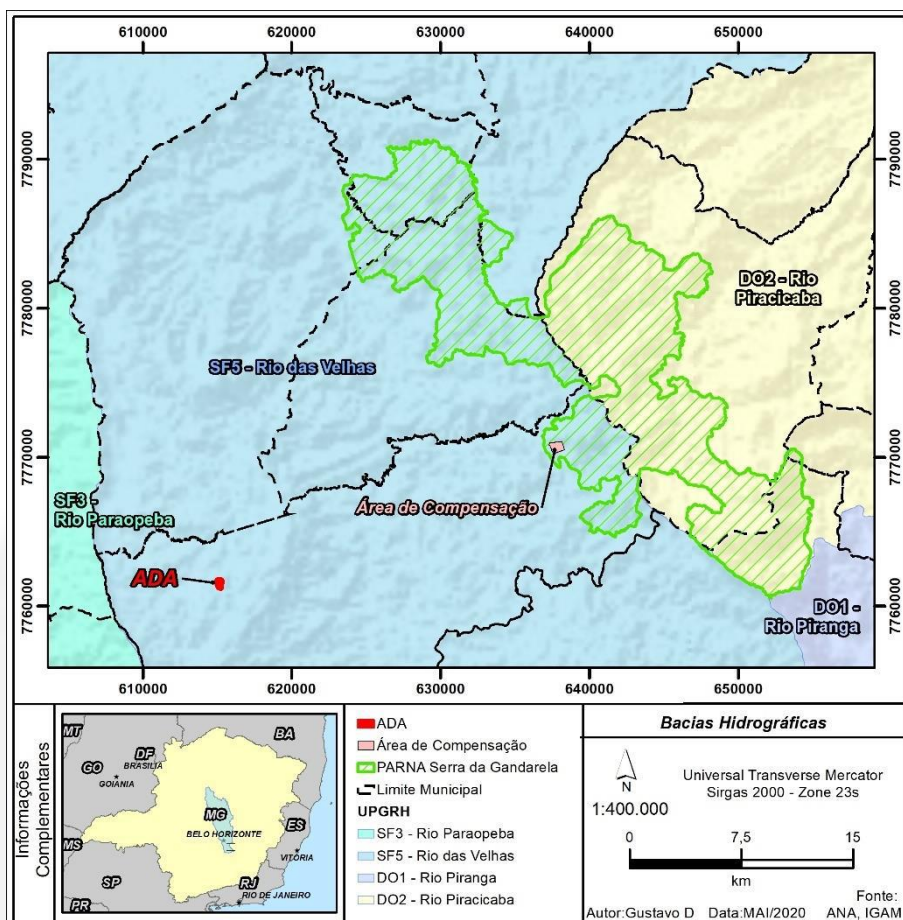 610000 620000 630000 640000 650000
7790000 7790000
DO2 - Rio
Piracicaba
7780000 7780000
SF5 - Rio das Velhas
7770000 7770000
SF3 -
Rio Paraopeba
Área de Compensação
ADA
7760000 7760000
DO1 -
Rio Piranga
610000 620000 630000 640000 650000
Informações
Complementares
MT
BA
GO
DF
BRASILIA
GOIANIA
MG
BELO HORIZONTE
ES
MS
VITÓRIA
SP
RJ
RIO DE JANEIRO
PR
ADA
Área de Compensação
PARNA Serra da Gandarela
Limite Municipal
UPGRH
SF3 - Rio Paraopeba
SF5 - Rio das Velhas
DO1 - Rio Piranga
DO2 - Rio Piracicaba
Bacias Hidrográficas
N
1:400.000
Universal Transverse Mercator
Sirgas 2000 - Zone 23s
0 7,5 15
km
Fonte:
Autor:Gustavo D Data:MAI/2020 ANA, IGAM